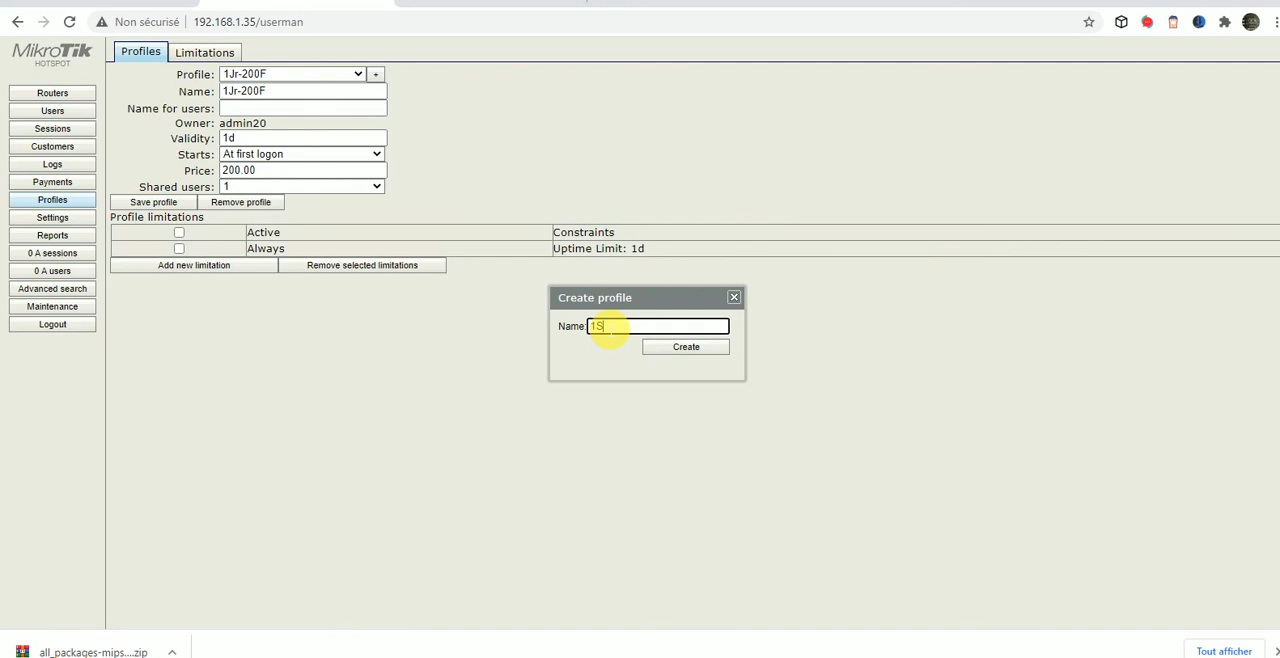 Non sécurisé 192.168.1.35/userman
MikroTik
HOTSPOT
Routers
Users
Sessions
Customers
Logs
Payments
Profiles
Settings
Reports
0 A sessions
0 A users
Advanced search
Maintenance
Logout
Profiles Limitations
Profile: 1Jr-200F +
Name: 1Jr-200F
Name for users:
Owner: admin20
Validity: 1d
Starts: At first logon
Price: 200.00
Shared users: 1
Save profile Remove profile
Profile limitations
Active Constraints
Always Uptime Limit: 1d
Add new limitation Remove selected limitations
Create profile
Name: 1S
Create
all_packages-mips....zip
Tout afficher